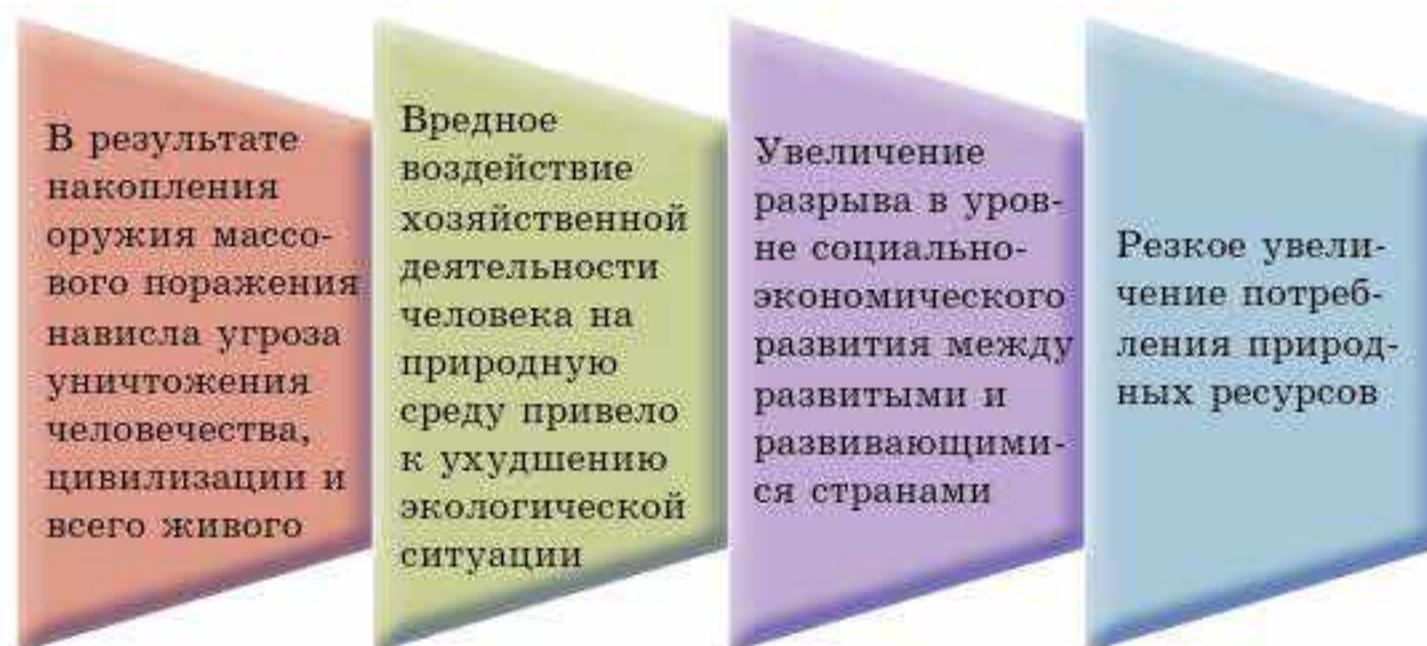 В результате
накопления
оружия массо-
вого поражения
нависла угроза
уничтожения
человечества,
цивилизации и
всего живого
Вредное
воздействие
хозяйственной
деятельности
человека на
природную
среду привело
к ухудшению
экологической
ситуации
Увеличение
разрыва в уров-
не социально-
экономического
развития между
развитыми и
развивающими-
ся странами
Резкое увели-
чение потреб-
ления природ-
ных ресурсов